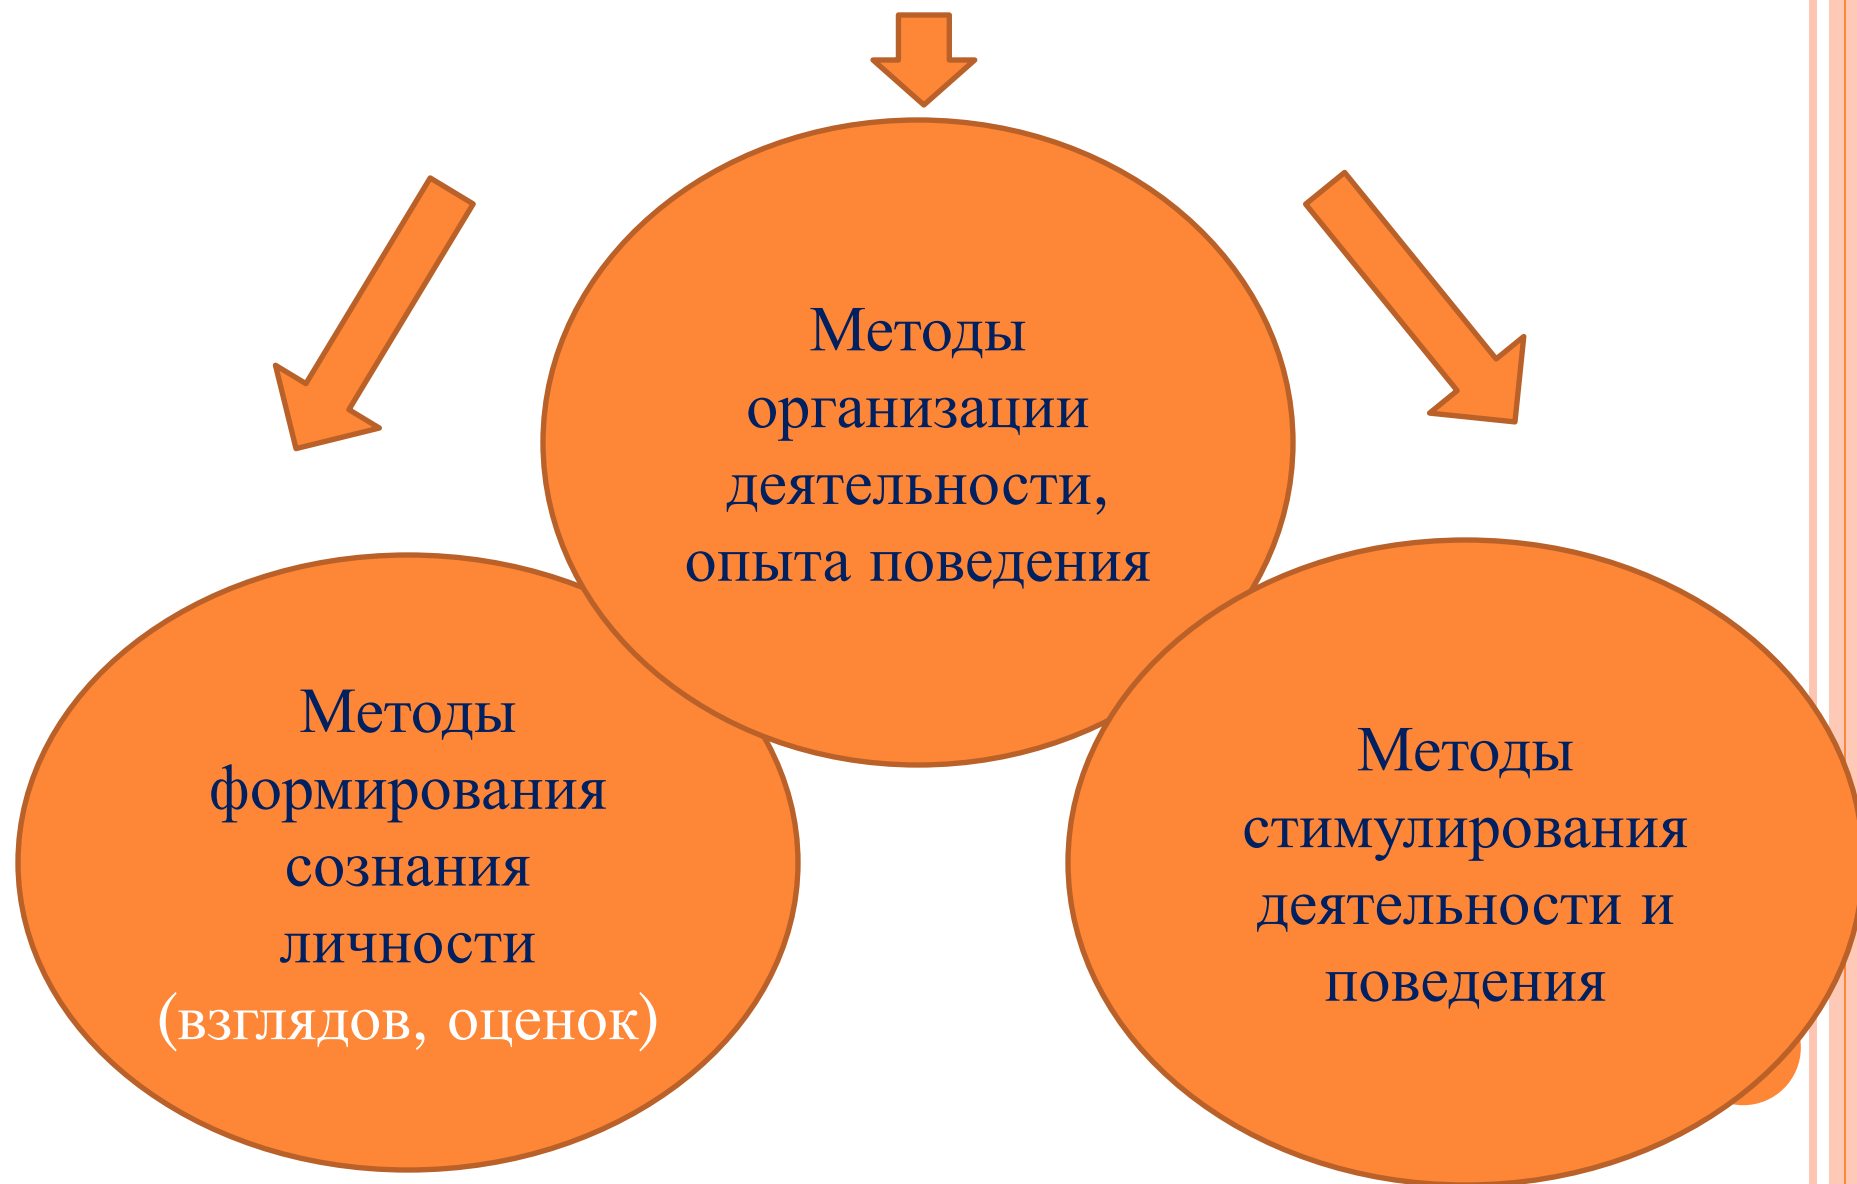 Методы
организации
деятельности,
опыта поведения
Методы
формирования
сознания
личности
(взглядов, оценок)
Методы
стимулирования
деятельности и
поведения